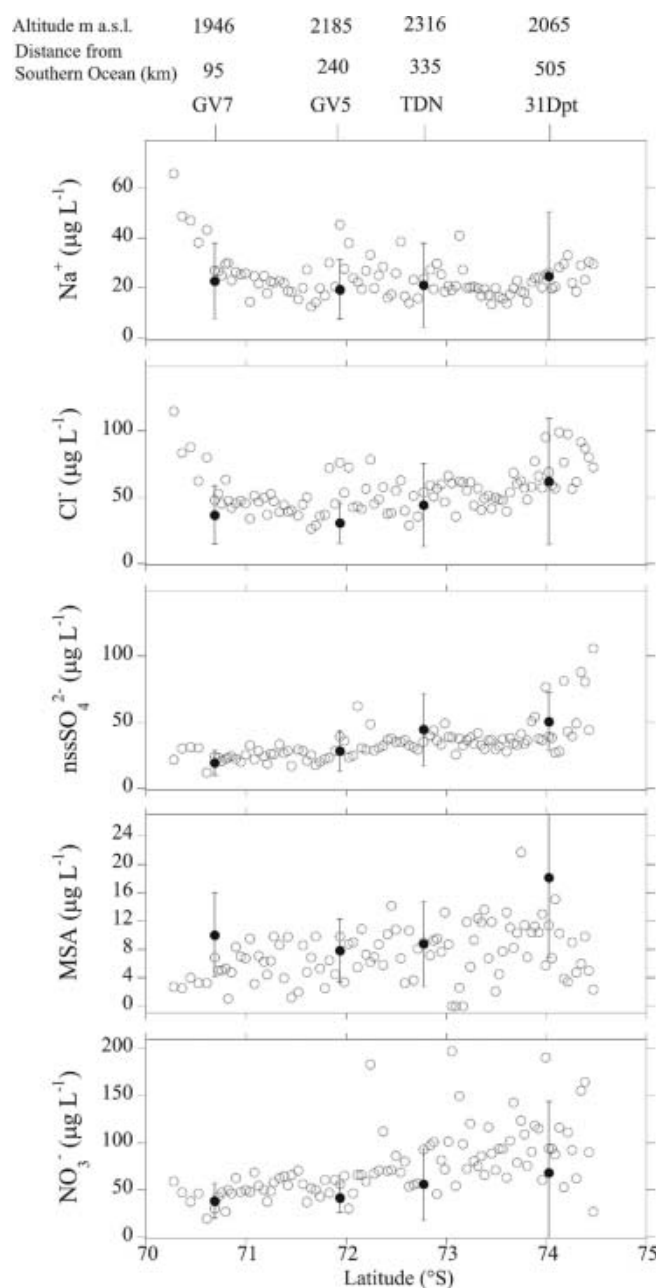 Altitude m a.s.l. 1946 2185 2316 2065
Distance from
Southern Ocean (km) 95 240 335 505
GV7 GV5 TDN 31Dpt
Na⁺ (µg L⁻¹)
60
40
20
0
Cl⁻ (µg L⁻¹)
100
50
0
nssSO₄²⁻ (µg L⁻¹)
100
50
0
MSA (µg L⁻¹)
24
20
16
12
8
4
0
NO₃⁻ (µg L⁻¹)
200
150
100
50
0
70 71 72 73 74 75
Latitude (°S)